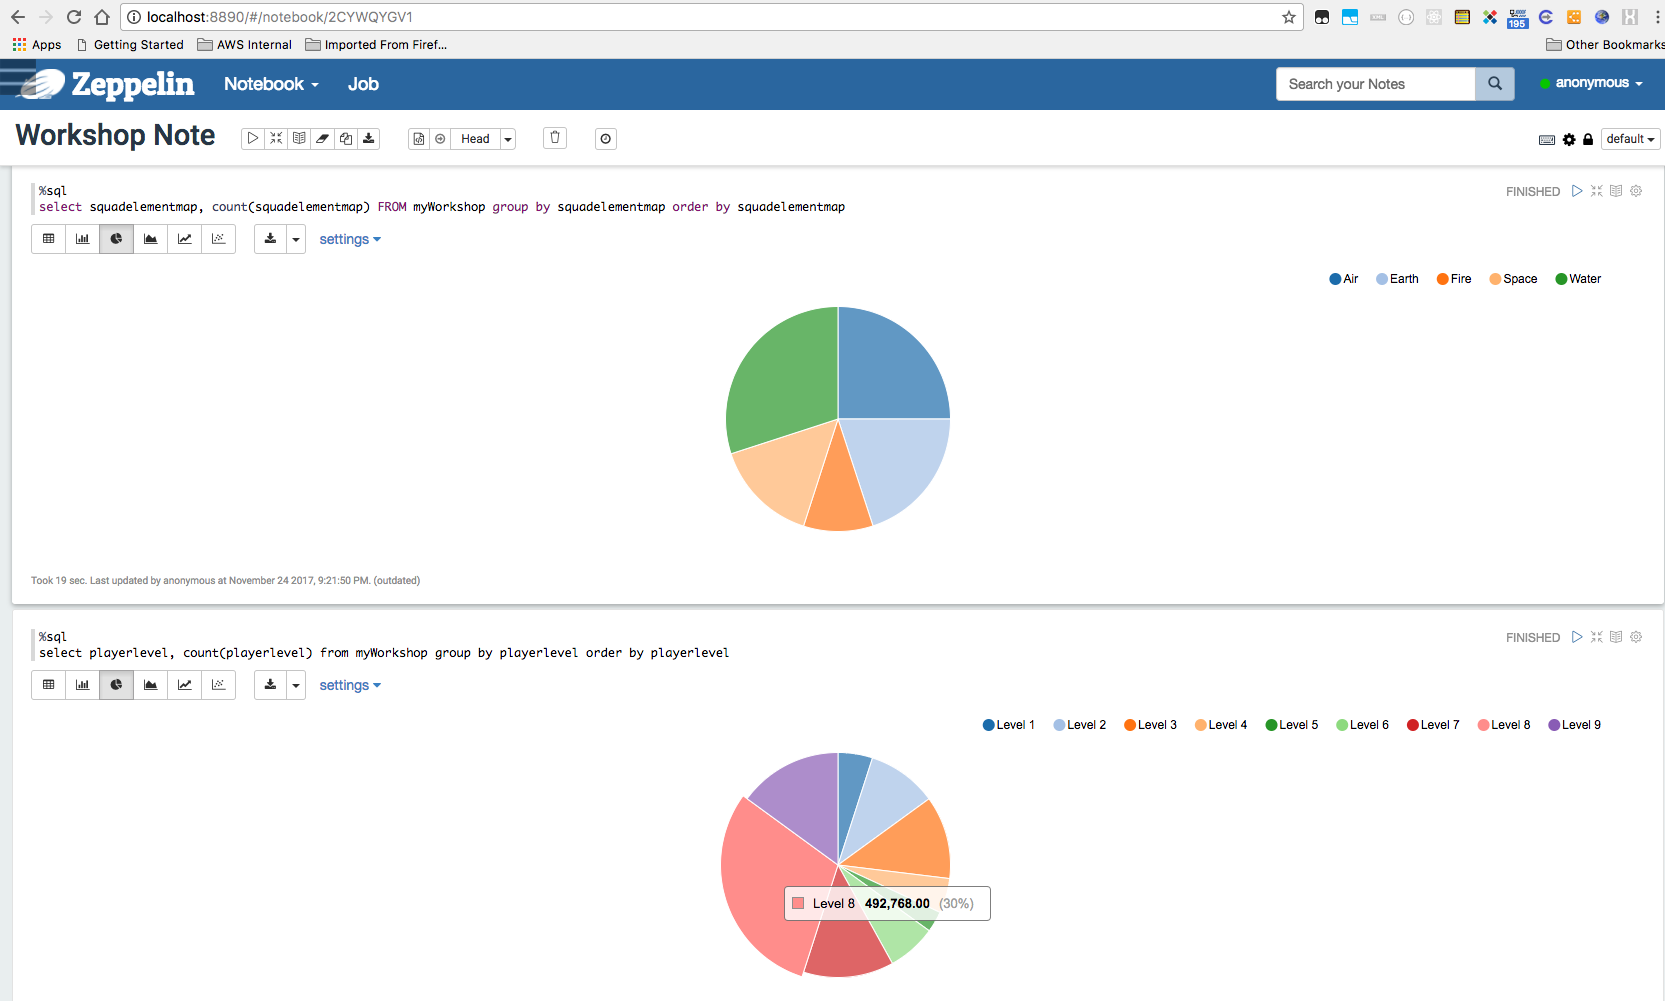 localhost:8890/#/notebook/2CYWQYGV1
195
Apps Getting Started AWS Internal Imported From Firef... Other Bookmarks
Zeppelin Notebook Job Search your Notes anonymous
Workshop Note Head default
%sql FINISHED
select squadelementmap, count(squadelementmap) FROM myWorkshop group by squadelementmap order by squadelementmap
settings
Air Earth Fire Space Water
Took 19 sec. Last updated by anonymous at November 24 2017, 9:21:50 PM. (outdated)
%sql FINISHED
select playerlevel, count(playerlevel) from myWorkshop group by playerlevel order by playerlevel
settings
Level 1 Level 2 Level 3 Level 4 Level 5 Level 6 Level 7 Level 8 Level 9
Level 8 492,768.00 (30%)